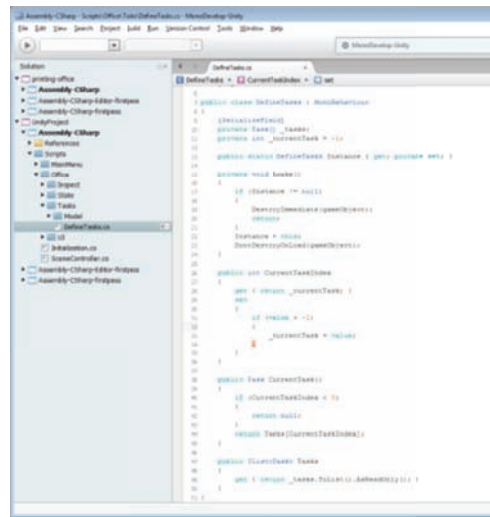 Assembly-CSharp - Scripts\Office\Tasks\DefineTasks.cs - MonoDevelop-Unity
File Edit View Search Project Build Run Version Control Tools Window Help
MonoDevelop-Unity
Solution
DefineTasks.cs
DefineTasks CurrentTaskIndex set
printing-office
Assembly-CSharp
Assembly-CSharp-Editor-firstpass
Assembly-CSharp-firstpass
UnityProject
Assembly-CSharp
References
Scripts
MainMenu
Office
Inspect
State
Tasks
Model
DefineTasks.cs
UI
Initialization.cs
SceneController.cs
Assembly-CSharp-Editor-firstpass
Assembly-CSharp-firstpass
public class DefineTasks : MonoBehaviour
{
[SerializeField]
private Task[] _tasks;
private int _currentTask = -1;
public static DefineTasks Instance { get; private set; }
private void Awake()
{
if (Instance != null)
{
DestroyImmediate(gameObject);
return;
}
Instance = this;
DontDestroyOnLoad(gameObject);
}
public int CurrentTaskIndex
{
get { return _currentTask; }
set
{
if (value > -1)
{
_currentTask = value;
}
}
}
public Task CurrentTask()
{
if (CurrentTaskIndex < 0)
{
return null;
}
return Tasks[CurrentTaskIndex];
}
public IList<Task> Tasks
{
get { return _tasks.ToList().AsReadOnly(); }
}